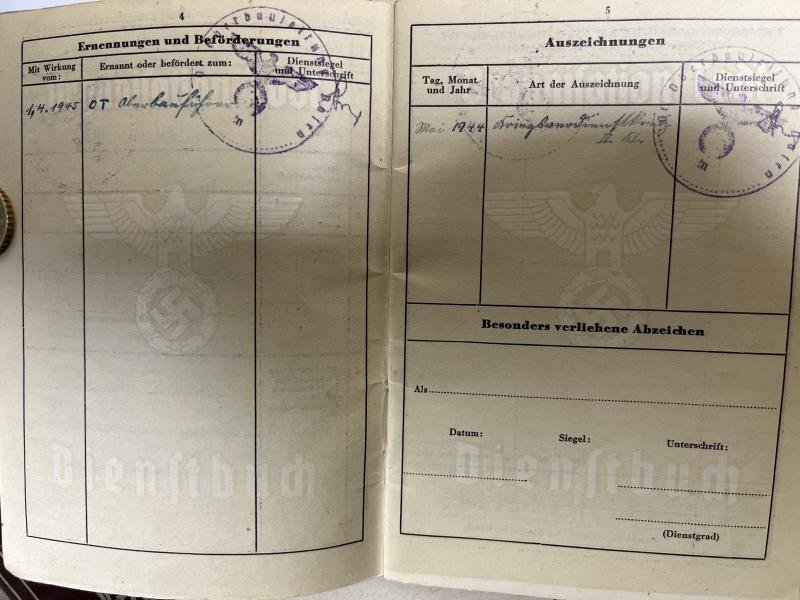 4
Ernennungen und Beförderungen
Mit Wirkung
vom:
Ernannt oder befördert zum:
Dienstsiegel
und Unterschrift
1.4.1945 OT Oberbauführer
Dienstbuch
5
Auszeichnungen
Tag, Monat
und Jahr
Art der Auszeichnung
Dienstsiegel
und Unterschrift
Mai 1944 Kriegsverdienstkreuz
II. Kl.
Besonders verliehene Abzeichen
Als
Datum:
Siegel:
Unterschrift:
(Dienstgrad)
Dienstbuch